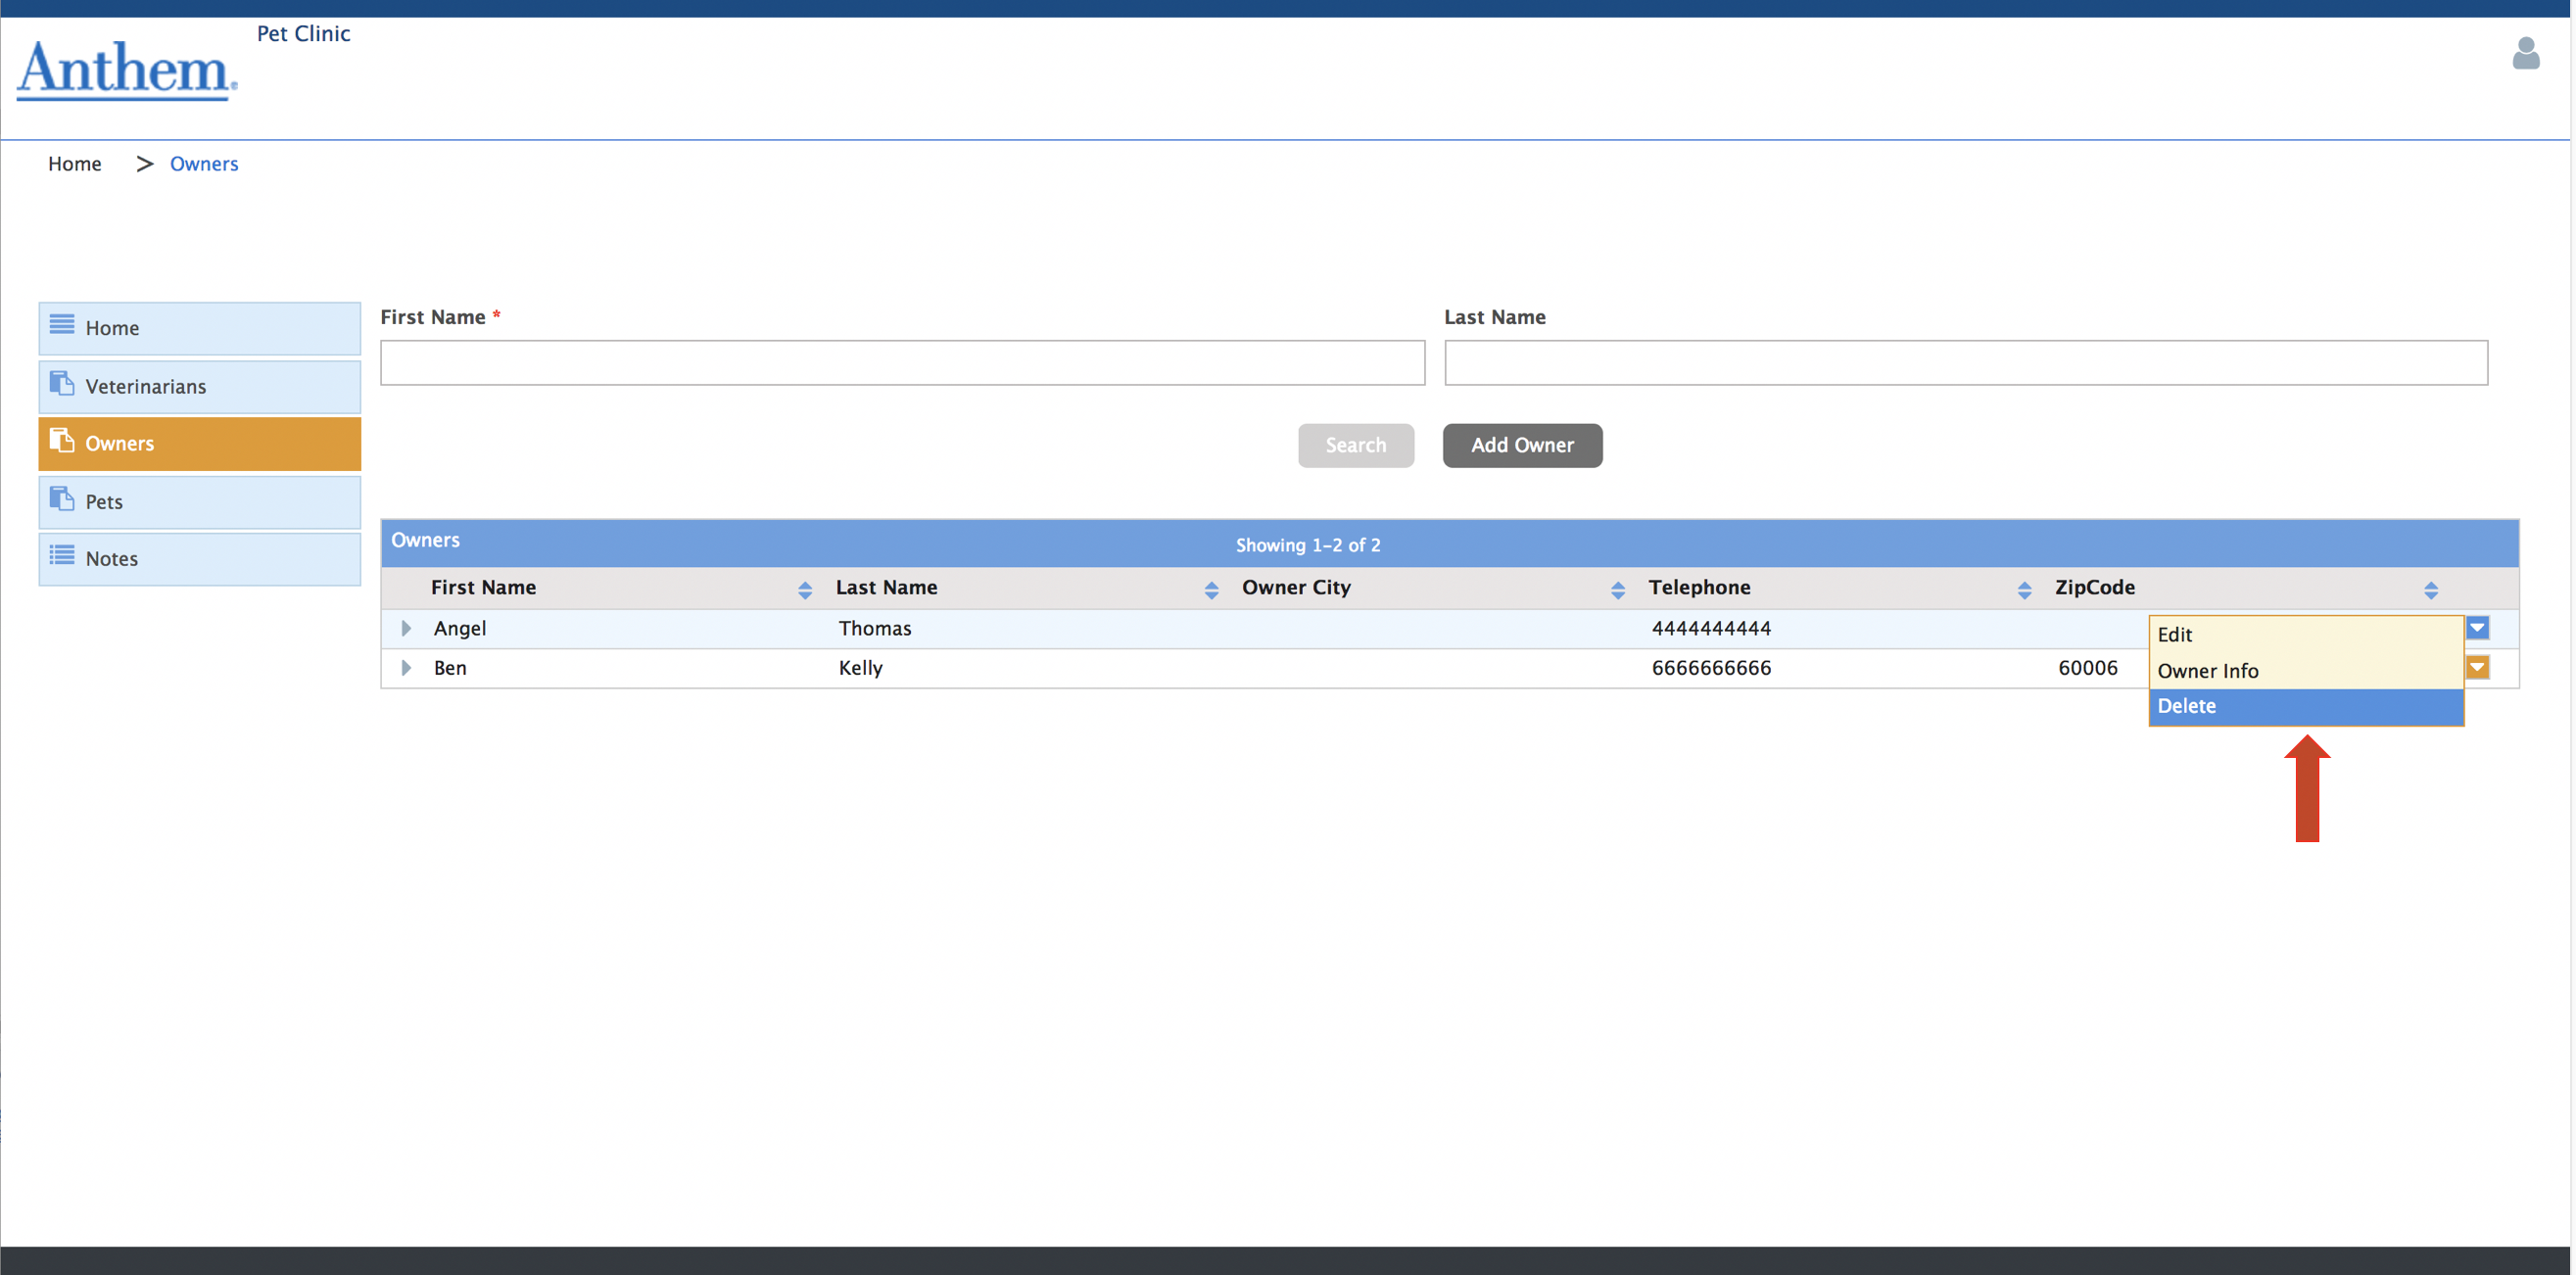 Pet Clinic
Anthem®
Home > Owners
Home
Veterinarians
Owners
Pets
Notes
First Name *
Last Name
Search
Add Owner
Owners
Showing 1-2 of 2
First Name Last Name Owner City Telephone ZipCode
Angel Thomas 4444444444
Ben Kelly 6666666666 60006
Edit
Owner Info
Delete